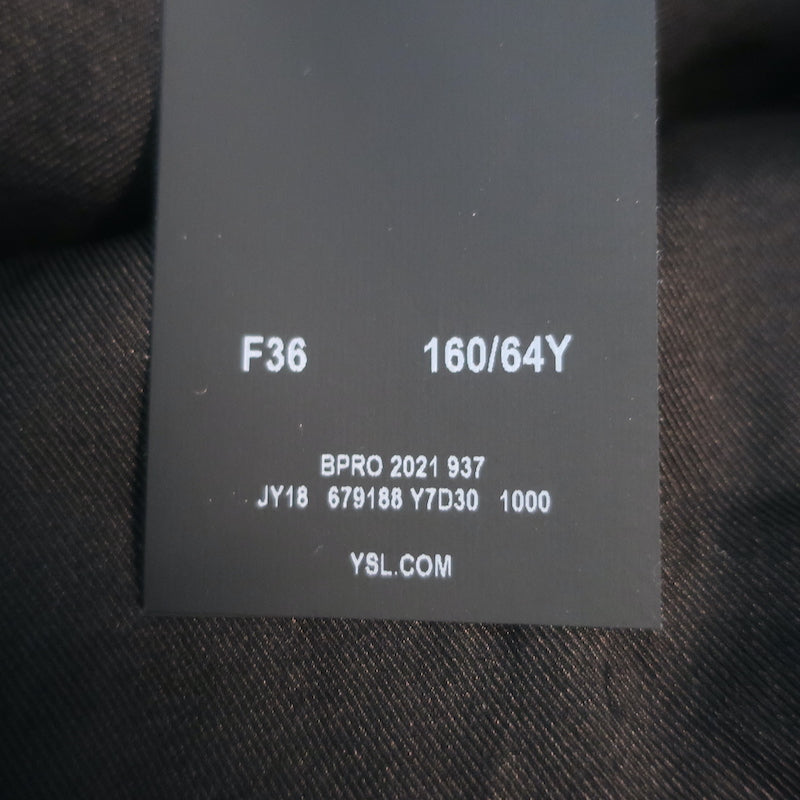 F36 160/64Y
BPRO 2021 937
JY18 679188 Y7D30 1000
YSL.COM